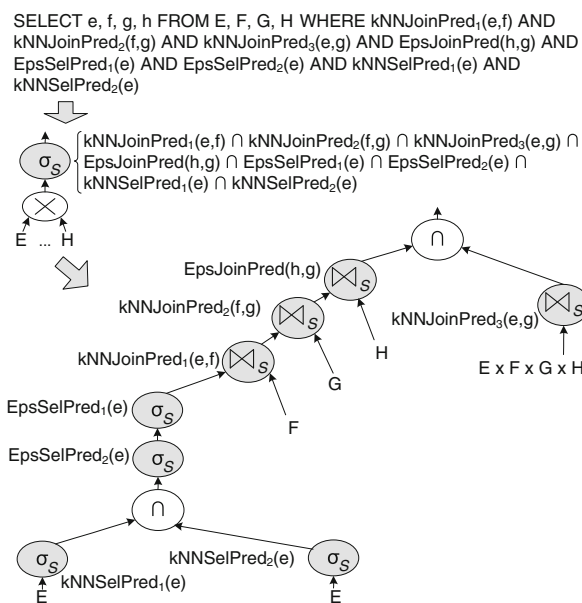 SELECT e, f, g, h FROM E, F, G, H WHERE kNNJoinPred1(e,f) AND
kNNJoinPred2(f,g) AND kNNJoinPred3(e,g) AND EpsJoinPred(h,g) AND
EpsSelPred1(e) AND EpsSelPred2(e) AND kNNSelPred1(e) AND
kNNSelPred2(e)
σS
kNNJoinPred1(e,f) ∩ kNNJoinPred2(f,g) ∩ kNNJoinPred3(e,g) ∩
EpsJoinPred(h,g) ∩ EpsSelPred1(e) ∩ EpsSelPred2(e) ∩
kNNSelPred1(e) ∩ kNNSelPred2(e)
×
E ... H
∩
EpsJoinPred(h,g) ⋈S
kNNJoinPred2(f,g) ⋈S
kNNJoinPred3(e,g) ⋈S
H
E x F x G x H
kNNJoinPred1(e,f) ⋈S
G
EpsSelPred1(e) σS
F
EpsSelPred2(e) σS
∩
σS kNNSelPred1(e)
kNNSelPred2(e) σS
E
E